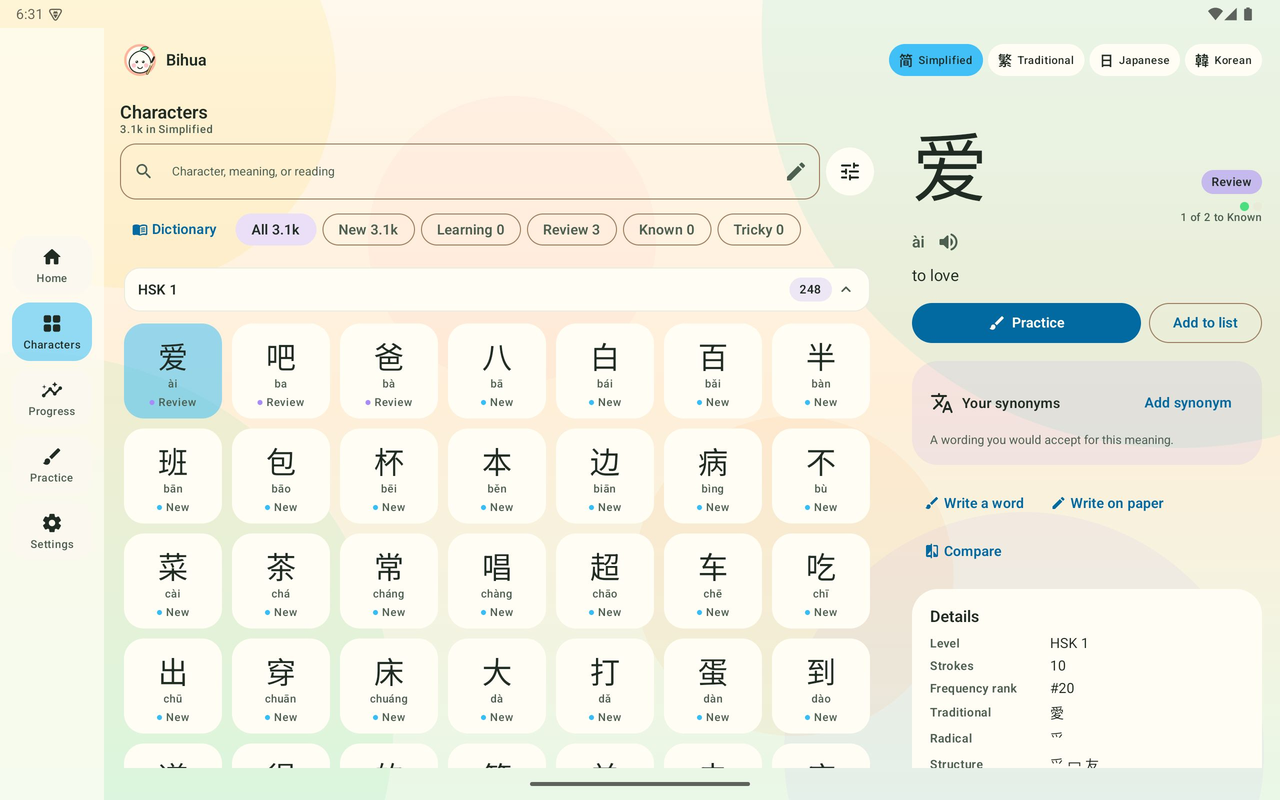 6:31
Bihua
简 Simplified
繁 Traditional
日 Japanese
韓 Korean
Characters
3.1k in Simplified
Character, meaning, or reading
Dictionary
All 3.1k
New 3.1k
Learning 0
Review 3
Known 0
Tricky 0
Home
Characters
Progress
Practice
Settings
HSK 1
248
爱 吧 爸 八 白 百 半
ài ba bà bā bái bǎi bàn
Review Review Review New New New New
班 包 杯 本 边 病 不
bān bāo bēi běn biān bìng bù
New New New New New New New
菜 茶 常 唱 超 车 吃
cài chá cháng chàng chāo chē chī
New New New New New New New
出 穿 床 大 打 蛋 到
chū chuān chuáng dà dǎ dàn dào
New New New New New New New
爱
Review
1 of 2 to Known
ài
to love
Practice
Add to list
Your synonyms
Add synonym
A wording you would accept for this meaning.
Write a word
Write on paper
Compare
Details
Level HSK 1
Strokes 10
Frequency rank #20
Traditional 愛
Radical 爫
Structure 爫 冖 友